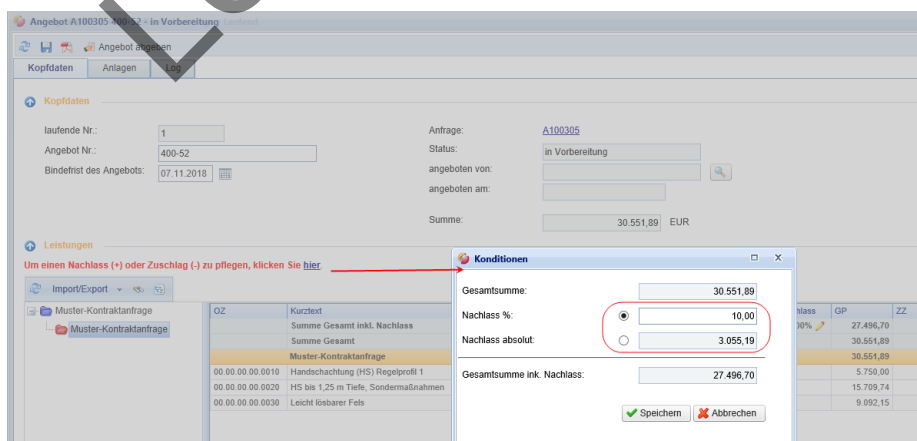 Angebot A100305 400-52 - in Vorbereitung Lastend
Angebot abgeben
Kopfdaten Anlagen Log
Kopfdaten
laufende Nr.: 1 Anfrage: A100305
Angebot Nr.: 400-52 Status: in Vorbereitung
Bindefrist des Angebots: 07.11.2018 angeboten von:
angeboten am:
Summe: 30.551,89 EUR
Leistungen
Um einen Nachlass (+) oder Zuschlag (-) zu pflegen, klicken Sie hier
Import/Export
Muster-Kontraktanfrage
Muster-Kontraktanfrage
OZ Kurztext hlass GP ZZ
Summe Gesamt inkl. Nachlass 00% 27.496,70
Summe Gesamt 30.551,89
Muster-Kontraktanfrage 30.551,89
00.00.00.00.0010 Handschachtung (HS) Regelprofil 1 5.750,00
00.00.00.00.0020 HS bis 1,25 m Tiefe, Sondermaßnahmen 15.709,74
00.00.00.00.0030 Leicht lösbarer Fels 9.092,15
Konditionen
Gesamtsumme: 30.551,89
Nachlass %: 10,00
Nachlass absolut: 3.055,19
Gesamtsumme ink. Nachlass: 27.496,70
Speichern Abbrechen